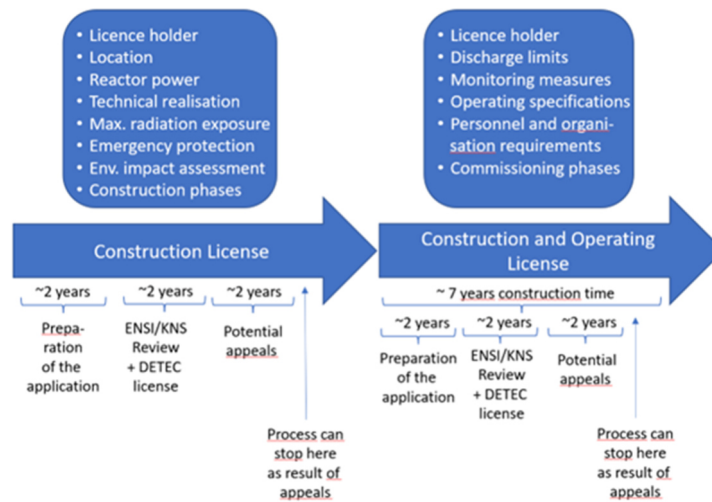 • Licence holder
• Location
• Reactor power
• Technical realisation
• Max. radiation exposure
• Emergency protection
• Env. impact assessment
• Construction phases
• Licence holder
• Discharge limits
• Monitoring measures
• Operating specifications
• Personnel and organi-
sation requirements
• Commissioning phases
Construction License
Construction and Operating
License
~2 years
~2 years
~2 years
Prepa-
ration
of the
application
ENSI/KNS
Review
+ DETEC
license
Potential
appeals
Process can
stop here
as result of
appeals
~ 7 years construction time
~2 years
~2 years
~2 years
Preparation
of the
application
ENSI/KNS
Review
+ DETEC
license
Potential
appeals
Process can
stop here
as result of
appeals